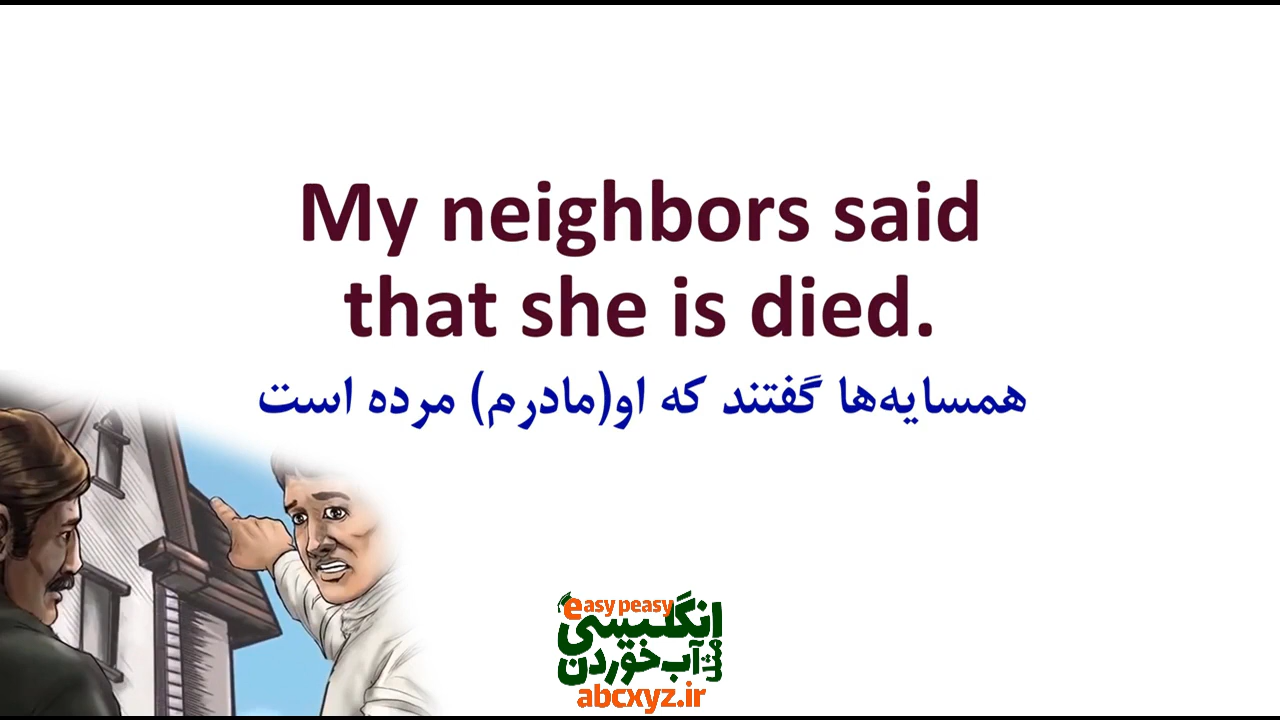 My neighbors said
that she is died.
همسایه‌ها گفتند که او(مادرم) مرده است
easy peasy
انگلیسی
مثل آب خوردن
abcxyz.ir